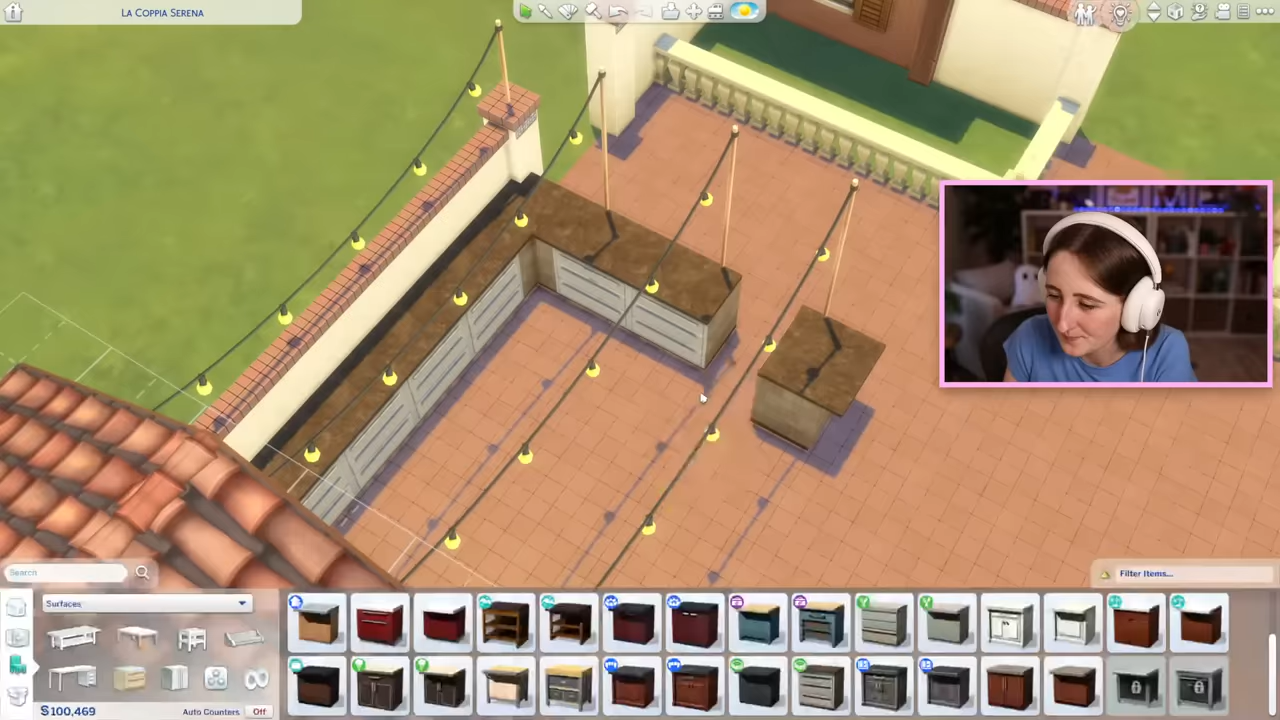 LA COPPIA SERENA
Search
Filter Items...
Surfaces
$100,469
Auto Counters
Off